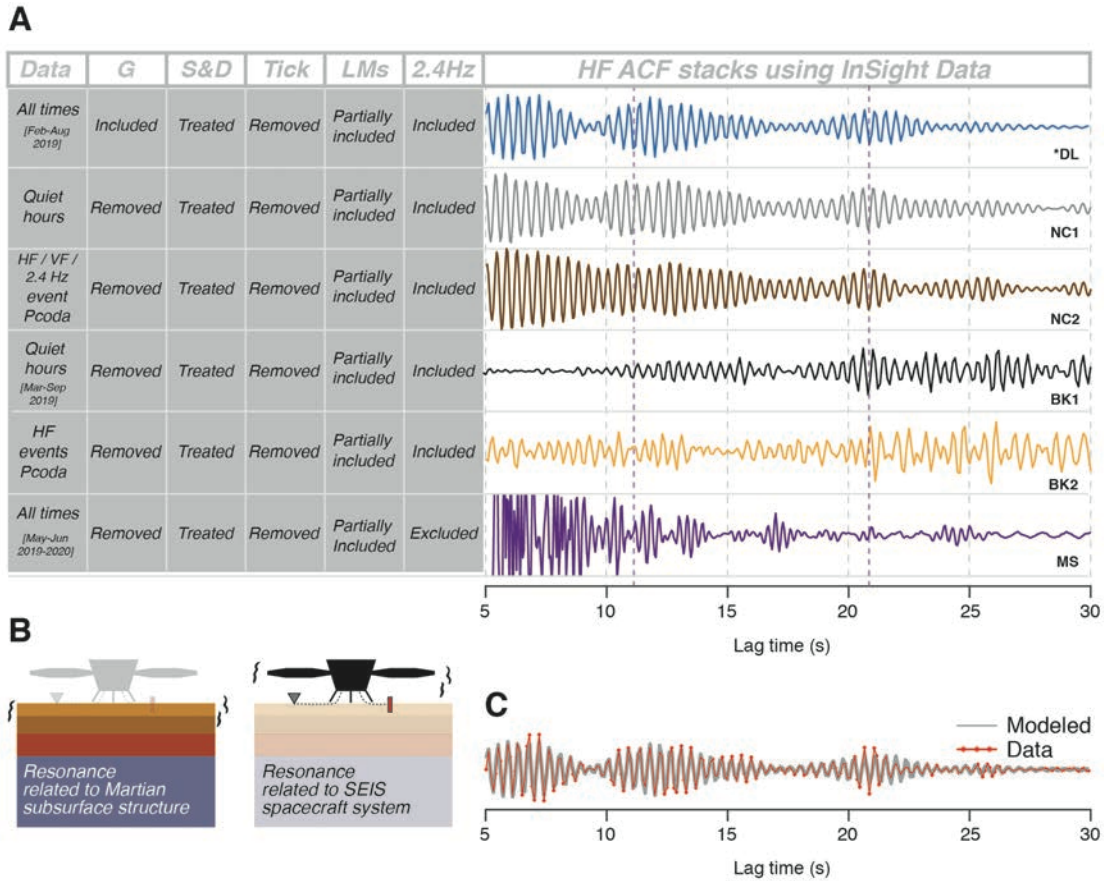 A
Data G S&D Tick LMs 2.4Hz HF ACF stacks using InSight Data
All times
[Feb-Aug
2019]
Included Treated Removed Partially
included Included
*DL
Quiet
hours
Removed Treated Removed Partially
included Included
NC1
HF / VF /
2.4 Hz
event
Pcoda
Removed Treated Removed Partially
included Included
NC2
Quiet
hours
[Mar-Sep
2019]
Removed Treated Removed Partially
included Included
BK1
HF
events
Pcoda
Removed Treated Removed Partially
included Included
BK2
All times
[May-Jun
2019-2020]
Removed Treated Removed Partially
Included Excluded
MS
5 10 15 20 25 30
Lag time (s)
B
Resonance
related to Martian
subsurface structure
Resonance
related to SEIS
spacecraft system
C
Modeled
Data
5 10 15 20 25 30
Lag time (s)